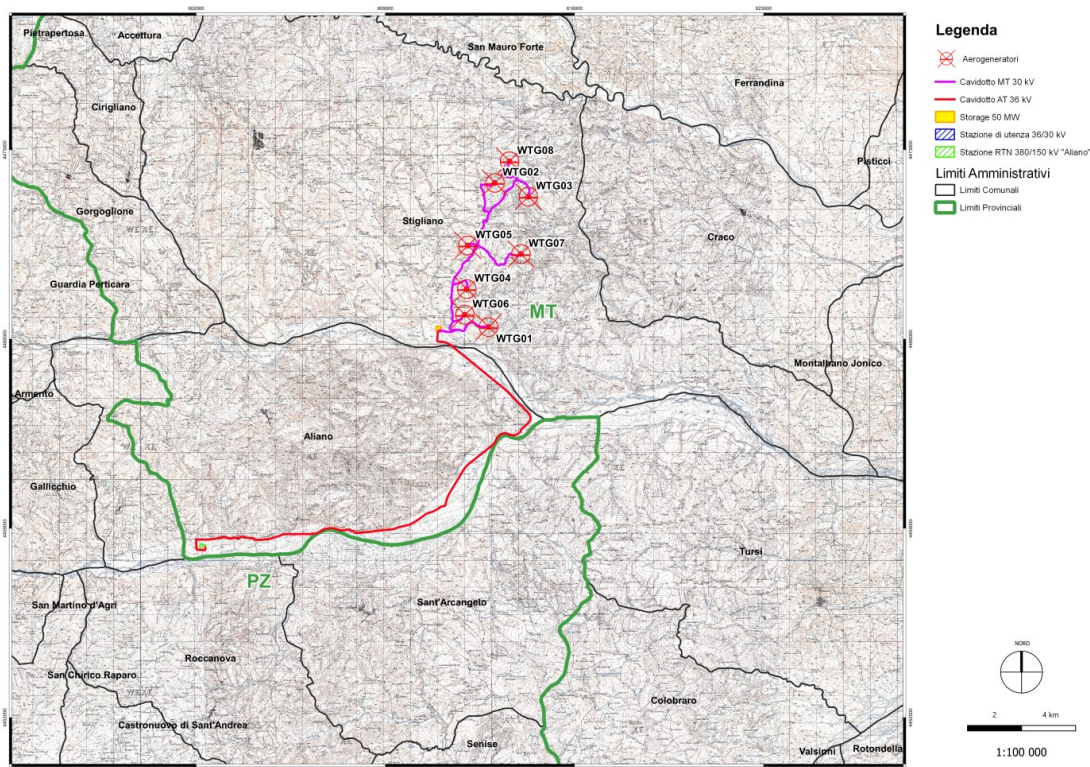 Pietrapertosa
Accettura
San Mauro Forte
Ferrandina
Cirigliano
Pisticci
WTG08
WTG02
WTG03
Gorgoglione
Stigliano
Craco
WTG05
WTG07
Guardia Perticara
WTG04
WTG06
MT
WTG01
Montalbano Jonico
Armento
Aliano
Gallicchio
Tursi
PZ
San Martino d'Agri
Sant'Arcangelo
Roccanova
San Chirico Raparo
Colobraro
Castronuovo di Sant'Andrea
Senise
Valsinni
Rotondella
Legenda
Aerogeneratori
Cavidotto MT 30 kV
Cavidotto AT 36 kV
Storage 50 MW
Stazione di utenza 36/30 kV
Stazione RTN 380/150 kV "Aliano"
Limiti Amministrativi
Limiti Comunali
Limiti Provinciali
NORD
2 4 km
1:100 000